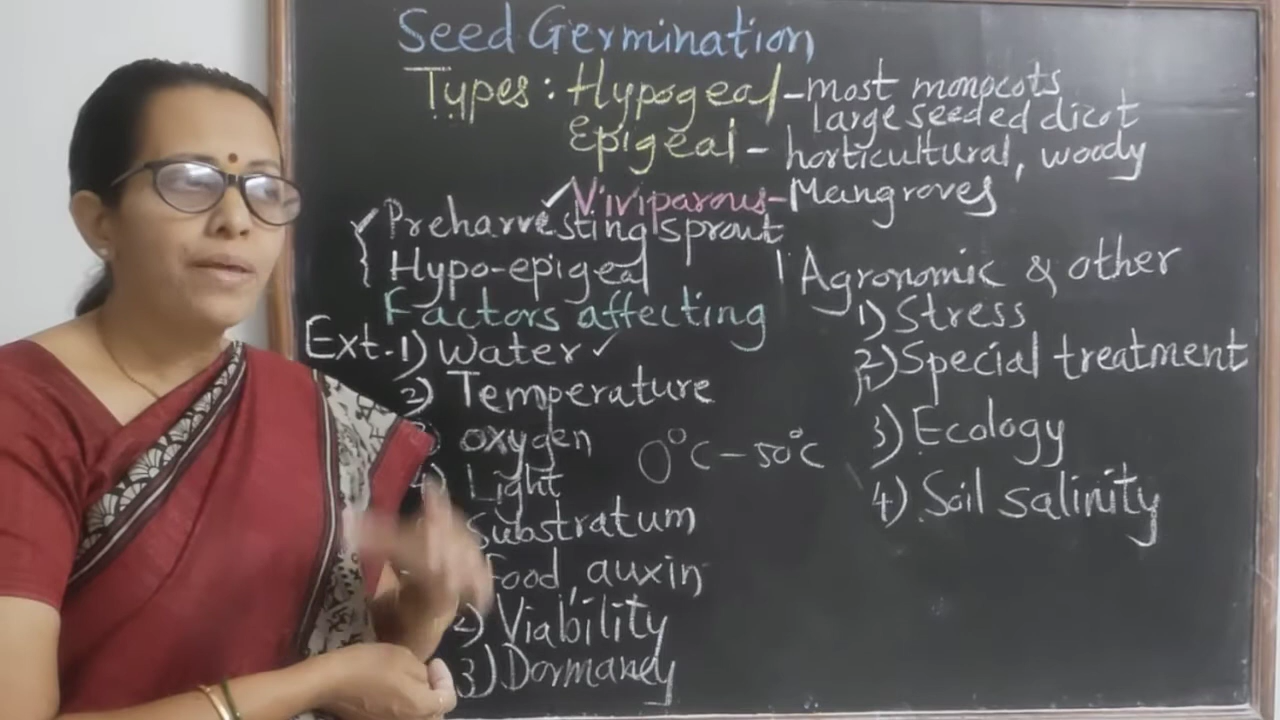 Seed Germination
Types: Hypogeal - most monocots
large seeded dicot
Epigeal - horticultural, woody
✓Viviparous - Mangroves
✓Preharvesting sprout
Hypo-epigeal
Agronomic & other
Factors affecting
1) Stress
Ext. 1) Water ✓
2) Special treatment
2) Temperature
3) Ecology
oxygen 0°C - 50°C
4) Light
4) Soil salinity
Substratum
Food, auxin
2) Viability
3) Dormancy